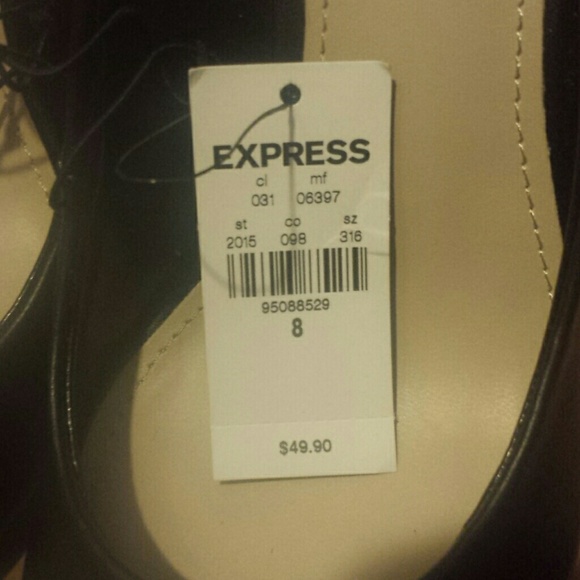 EXPRESS
cl mf
031 06397
st co sz
2015 098 316
95088529
8
$49.90